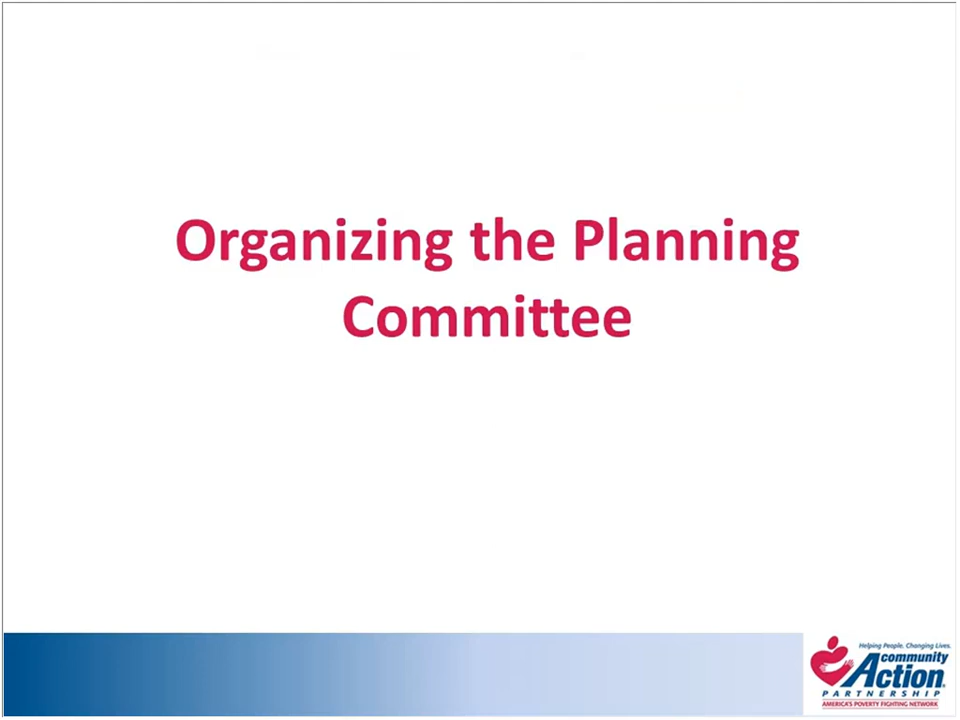 Organizing the Planning
Committee
Helping People. Changing Lives.
community
Action
PARTNERSHIP
AMERICA'S POVERTY FIGHTING NETWORK